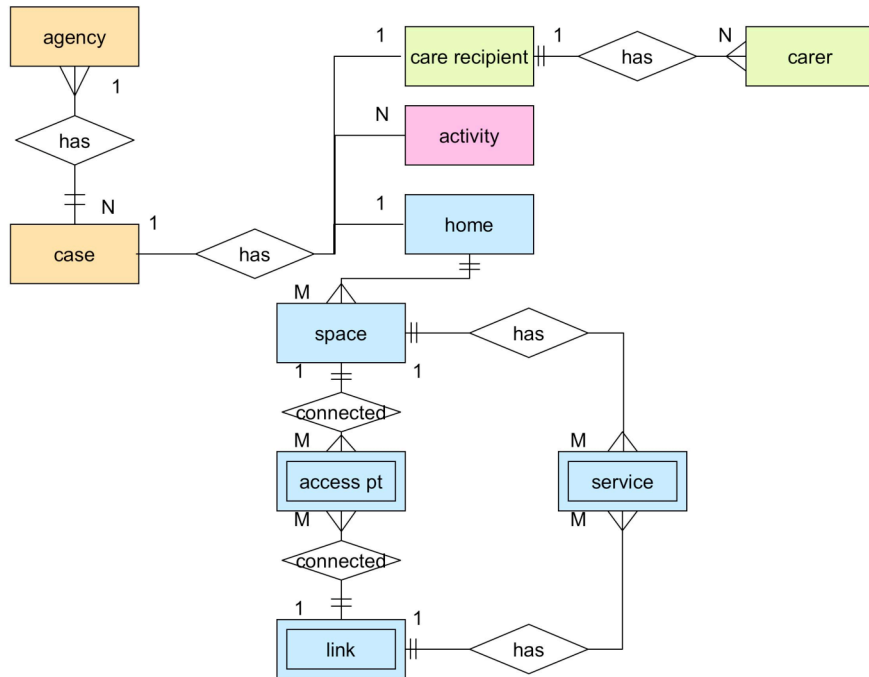 agency
1
has
N
case
1
has
1
care recipient
1
has
N
carer
N
activity
1
home
M
space
1
1
has
connected
M
access pt
M
connected
1
link
1
has
M
service
M